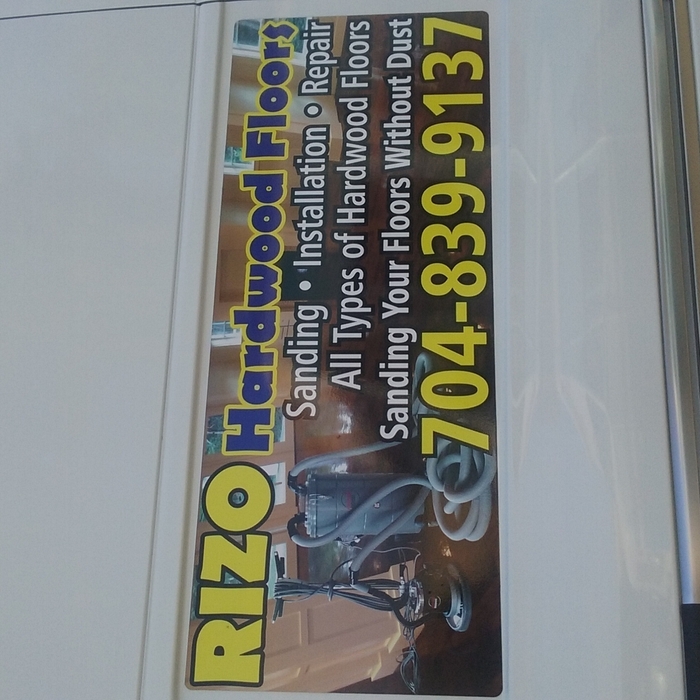 RIZO Hardwood Floors
Sanding • Installation • Repair
All Types of Hardwood Floors
Sanding Your Floors Without Dust
704-839-9137